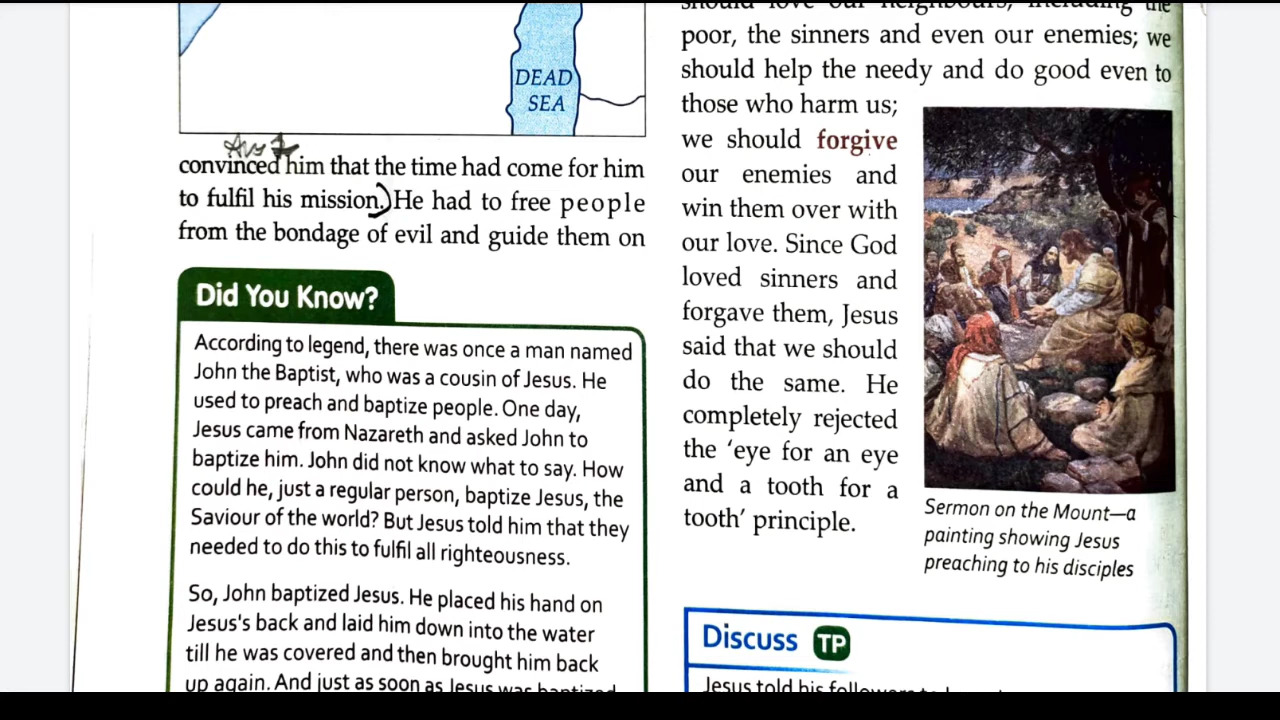 DEAD
SEA
Ans 7
convinced him that the time had come for him
to fulfil his mission.) He had to free people
from the bondage of evil and guide them on
Did You Know?
According to legend, there was once a man named
John the Baptist, who was a cousin of Jesus. He
used to preach and baptize people. One day,
Jesus came from Nazareth and asked John to
baptize him. John did not know what to say. How
could he, just a regular person, baptize Jesus, the
Saviour of the world? But Jesus told him that they
needed to do this to fulfil all righteousness.
So, John baptized Jesus. He placed his hand on
Jesus's back and laid him down into the water
till he was covered and then brought him back
up again. And just as soon as Jesus was baptized
should love our neighbours, including the
poor, the sinners and even our enemies; we
should help the needy and do good even to
those who harm us;
we should forgive
our enemies and
win them over with
our love. Since God
loved sinners and
forgave them, Jesus
said that we should
do the same. He
completely rejected
the ‘eye for an eye
and a tooth for a
tooth’ principle.
Sermon on the Mount—a
painting showing Jesus
preaching to his disciples
Discuss TP
Jesus told his followers to